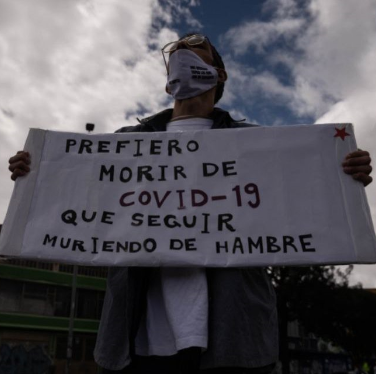 PREFIERO
MORIR DE
COVID-19
QUE SEGUIR
MURIENDO DE HAMBRE